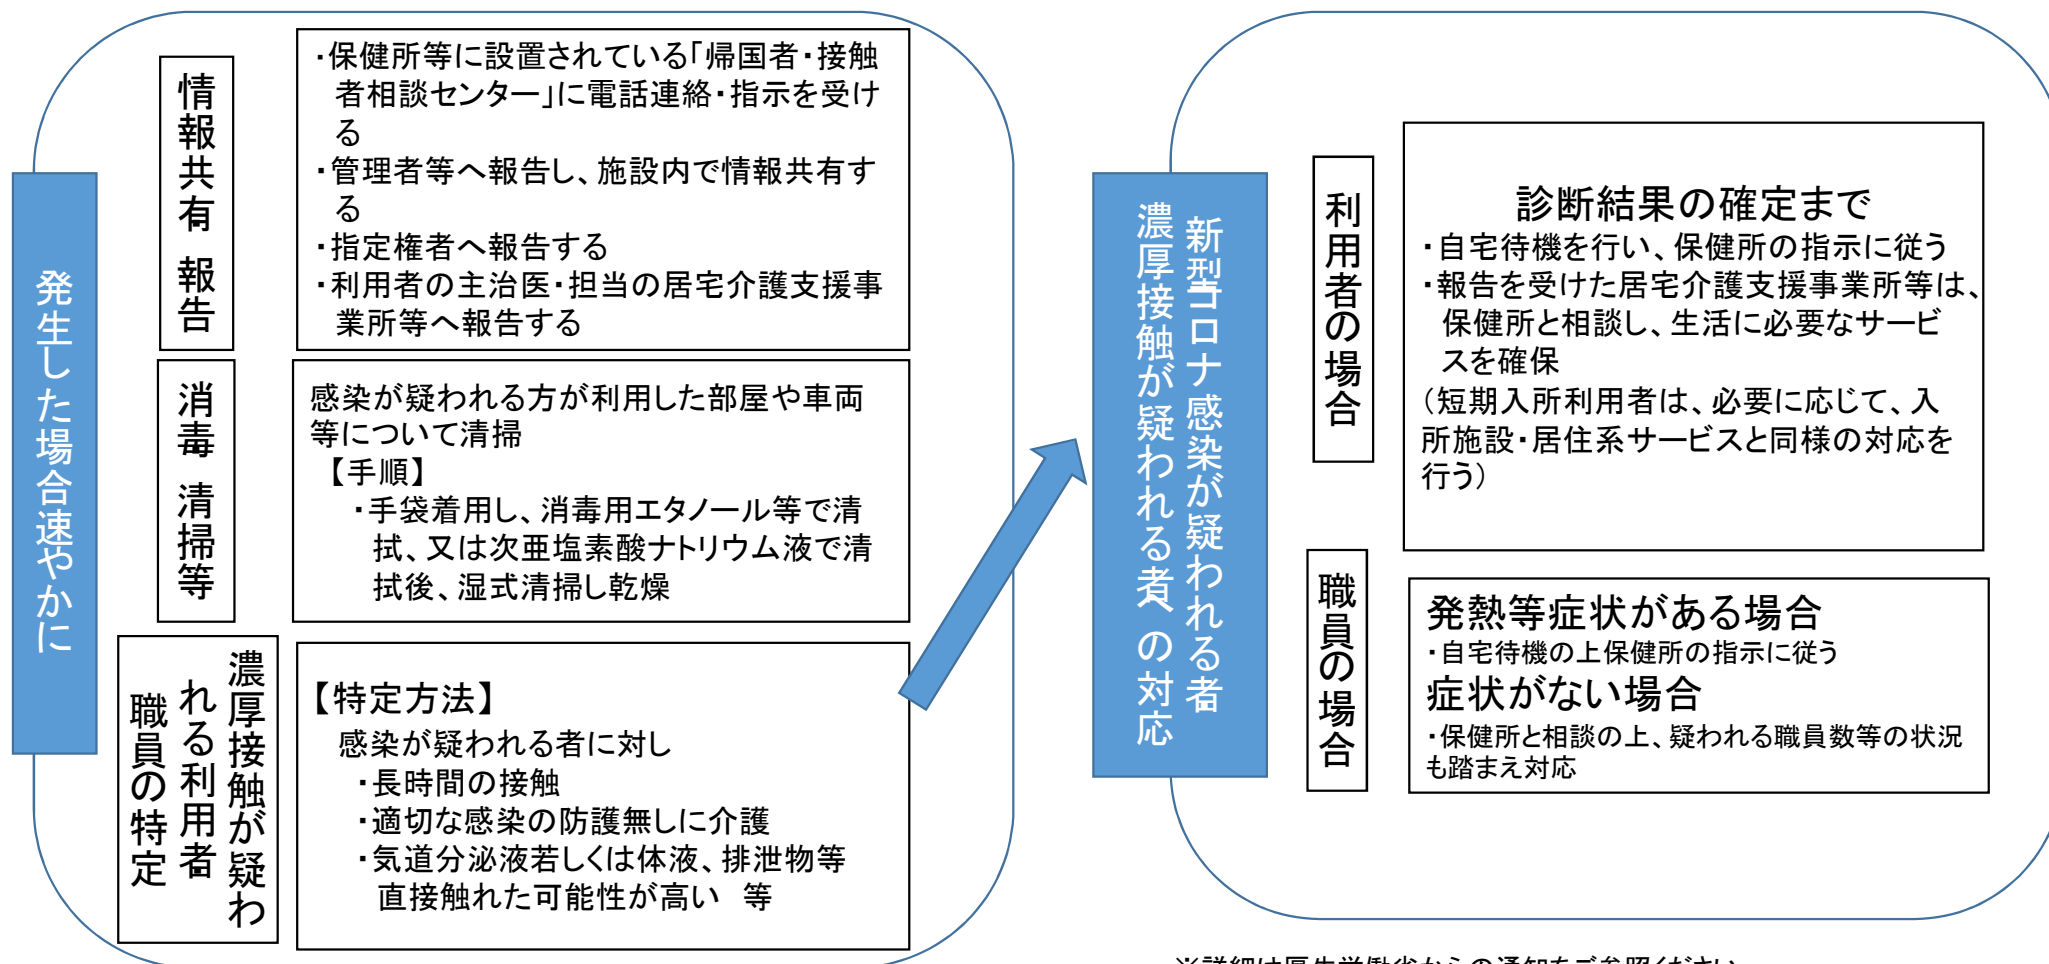 発生した場合速やかに
情報共有・報告
・保健所等に設置されている「帰国者・接触
者相談センター」に電話連絡・指示を受け
る
・管理者等へ報告し、施設内で情報共有す
る
・指定権者へ報告する
・利用者の主治医・担当の居宅介護支援事
業所等へ報告する
消毒・清掃等
感染が疑われる方が利用した部屋や車両
等について清掃
【手順】
・手袋着用し、消毒用エタノール等で清
拭、又は次亜塩素酸ナトリウム液で清
拭後、湿式清掃し乾燥
濃厚接触が疑わ
れる利用者・
職員の特定
【特定方法】
感染が疑われる者に対し
・長時間の接触
・適切な感染の防護無しに介護
・気道分泌液若しくは体液、排泄物等
直接触れた可能性が高い 等
新型コロナ感染が疑われる者・
濃厚接触が疑われる者への対応
利用者の場合
診断結果の確定まで
・自宅待機を行い、保健所の指示に従う
・報告を受けた居宅介護支援事業所等は、
保健所と相談し、生活に必要なサービ
スを確保
（短期入所利用者は、必要に応じて、入
所施設・居住系サービスと同様の対応を
行う）
職員の場合
発熱等症状がある場合
・自宅待機の上保健所の指示に従う
症状がない場合
・保健所と相談の上、疑われる職員数等の状況
も踏まえ対応
※詳細は厚生労働省からの通知をご参照ください